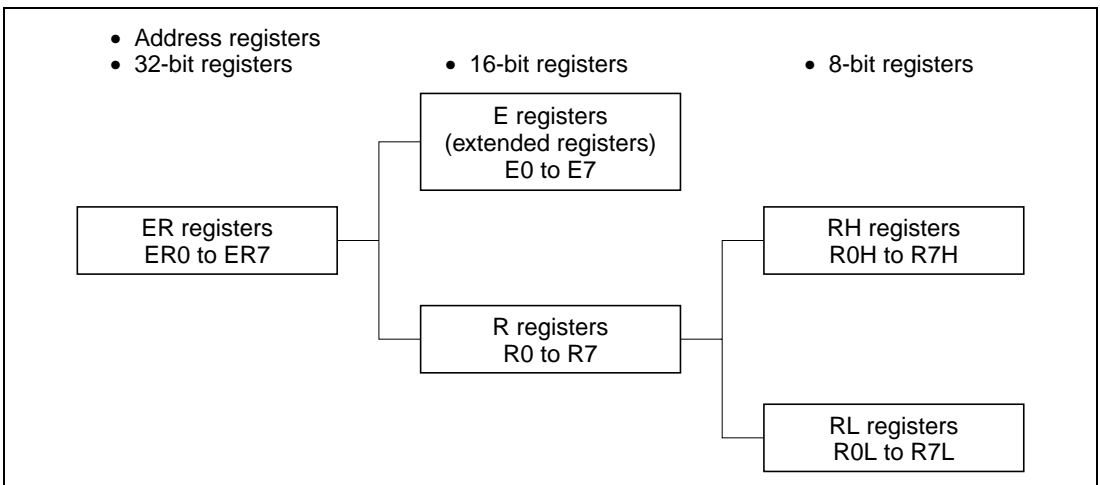 • Address registers
• 32-bit registers
• 16-bit registers
• 8-bit registers
E registers
(extended registers)
E0 to E7
ER registers
ER0 to ER7
RH registers
R0H to R7H
R registers
R0 to R7
RL registers
R0L to R7L